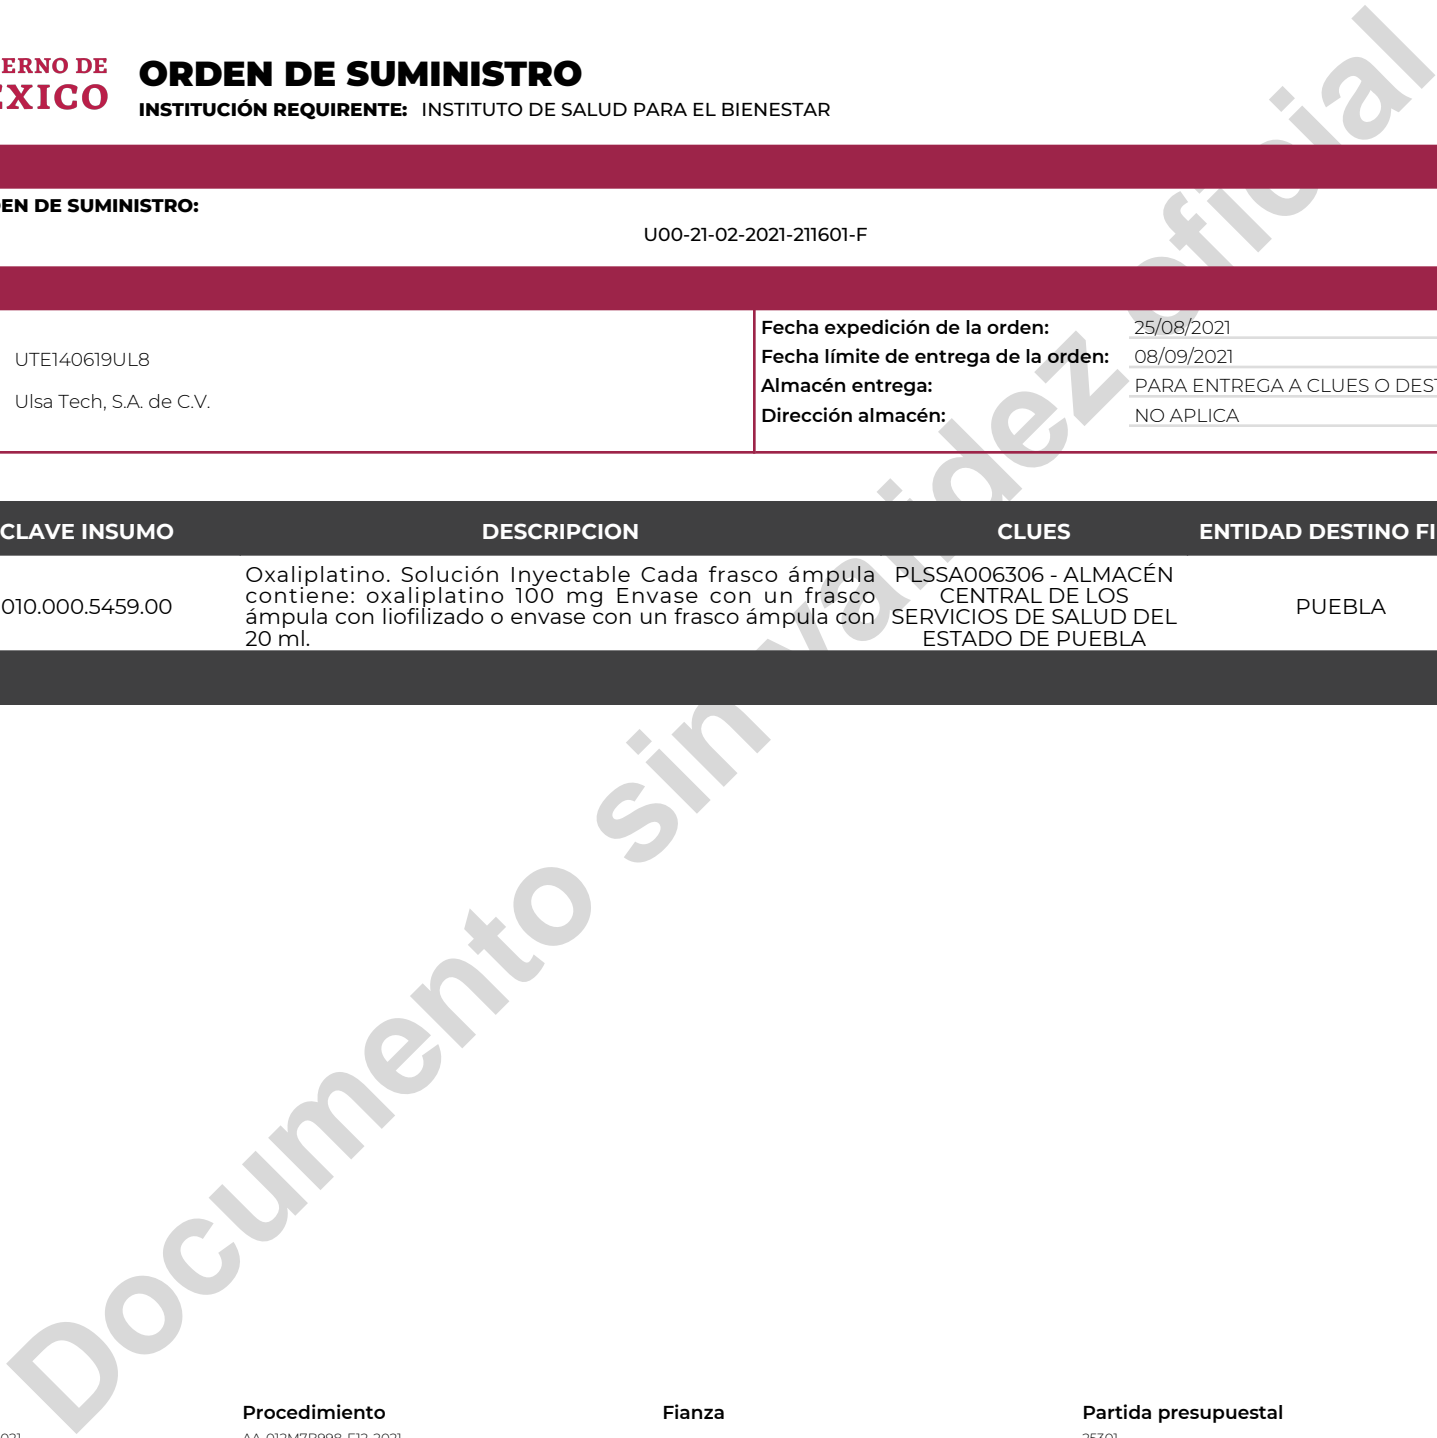 ERNO DE
ÉXICO
ORDEN DE SUMINISTRO
INSTITUCIÓN REQUIRENTE: INSTITUTO DE SALUD PARA EL BIENESTAR
EN DE SUMINISTRO:
U00-21-02-2021-211601-F
UTE140619UL8
Ulsa Tech, S.A. de C.V.
Fecha expedición de la orden: 25/08/2021
Fecha límite de entrega de la orden: 08/09/2021
Almacén entrega: PARA ENTREGA A CLUES O DEST
Dirección almacén: NO APLICA
CLAVE INSUMO DESCRIPCION CLUES ENTIDAD DESTINO FI
010.000.5459.00
Oxaliplatino. Solución Inyectable Cada frasco ámpula
contiene: oxaliplatino 100 mg Envase con un frasco
ámpula con liofilizado o envase con un frasco ámpula con
20 ml.
PLSSA006306 - ALMACÉN
CENTRAL DE LOS
SERVICIOS DE SALUD DEL
ESTADO DE PUEBLA
PUEBLA
Documento sin validez oficial
Procedimiento Fianza Partida presupuestal